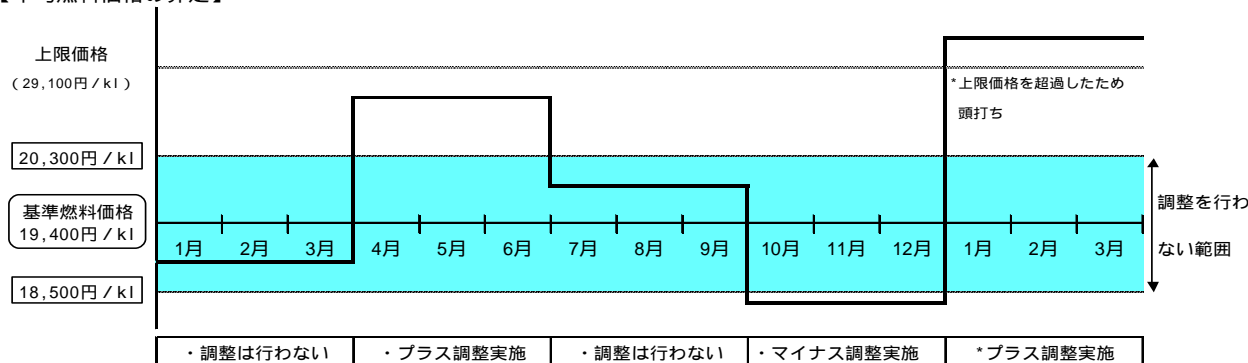 【平均燃料価格の算定】
上限価格
(29,100円/kl)
*上限価格を超過したため
頭打ち
20,300円/kl
基準燃料価格
19,400円/kl
調整を行わ
ない範囲
1月 2月 3月 4月 5月 6月 7月 8月 9月 10月 11月 12月 1月 2月 3月
18,500円/kl
・調整は行わない ・プラス調整実施 ・調整は行わない ・マイナス調整実施 *プラス調整実施